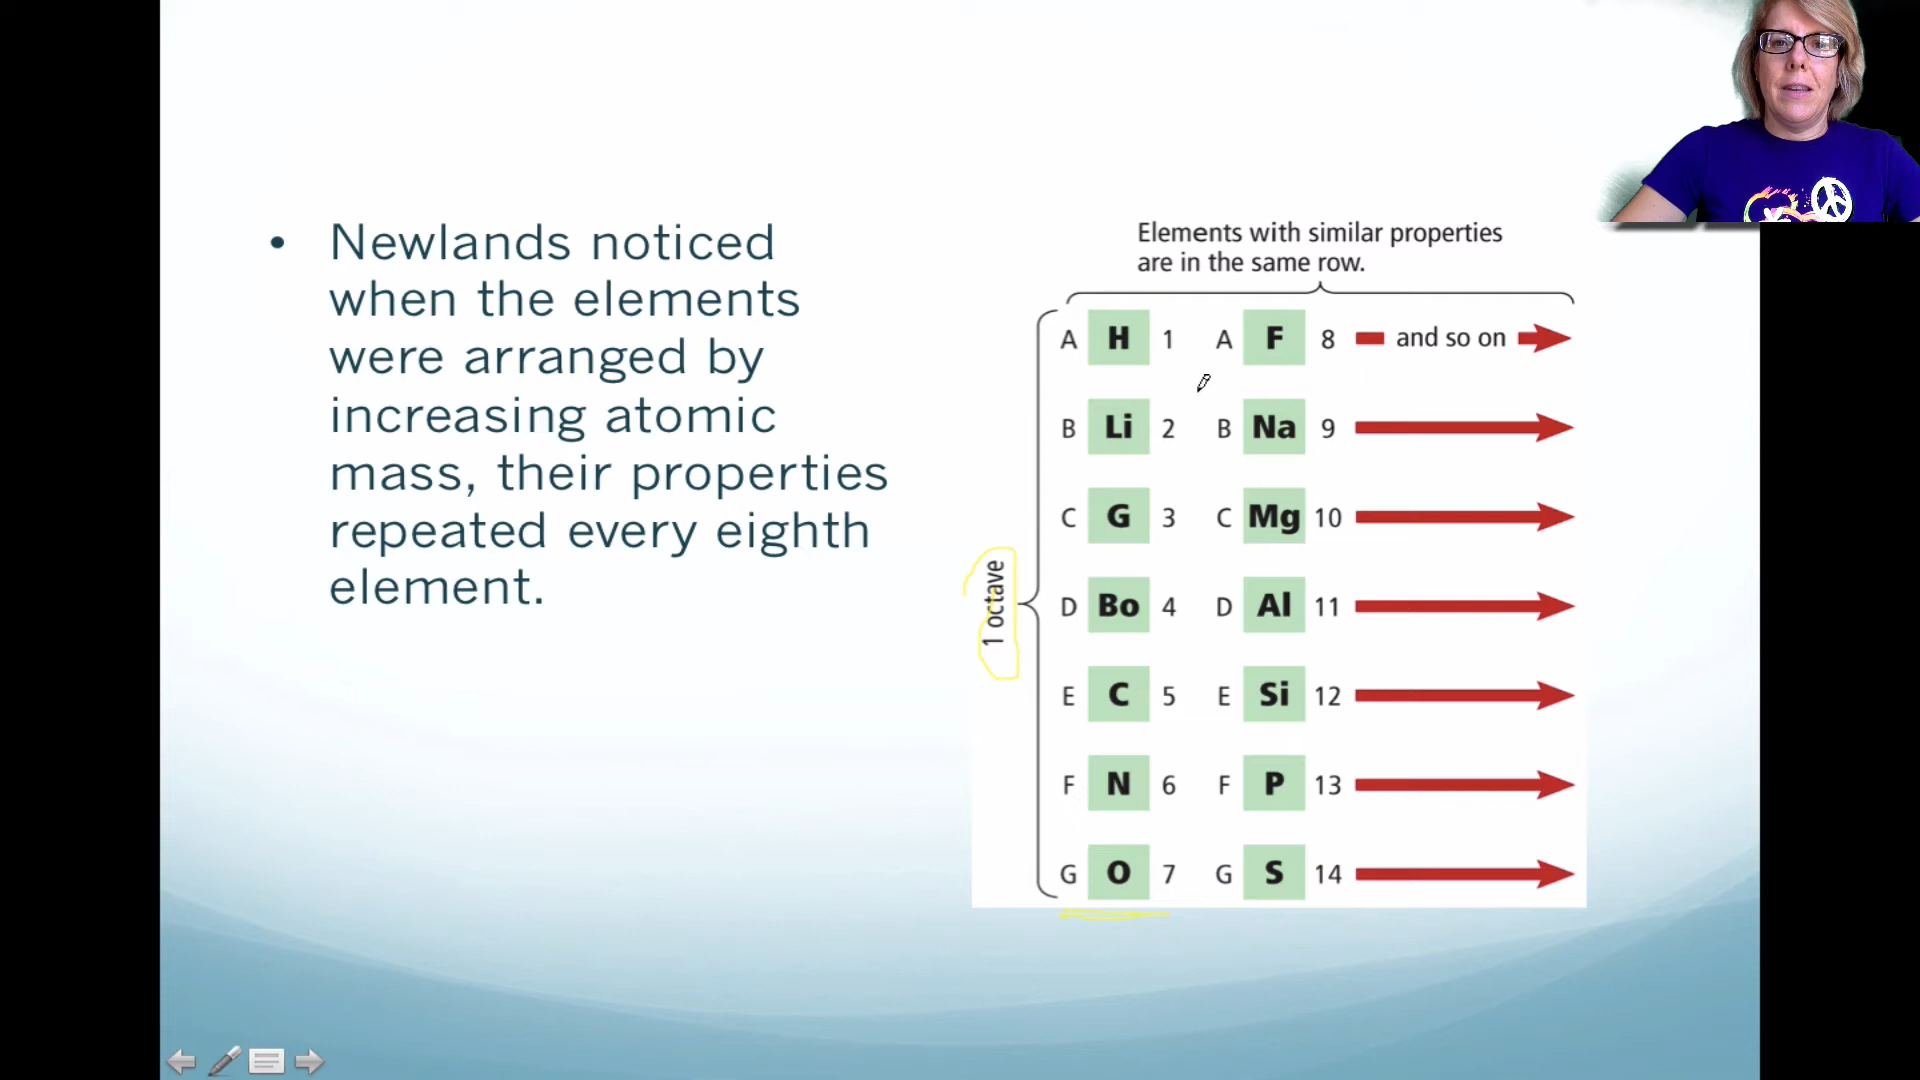 • Newlands noticed
when the elements
were arranged by
increasing atomic
mass, their properties
repeated every eighth
element.
Elements with similar properties
are in the same row.
1 octave
A H 1 A F 8 and so on
B Li 2 B Na 9
C G 3 C Mg 10
D Bo 4 D Al 11
E C 5 E Si 12
F N 6 F P 13
G O 7 G S 14